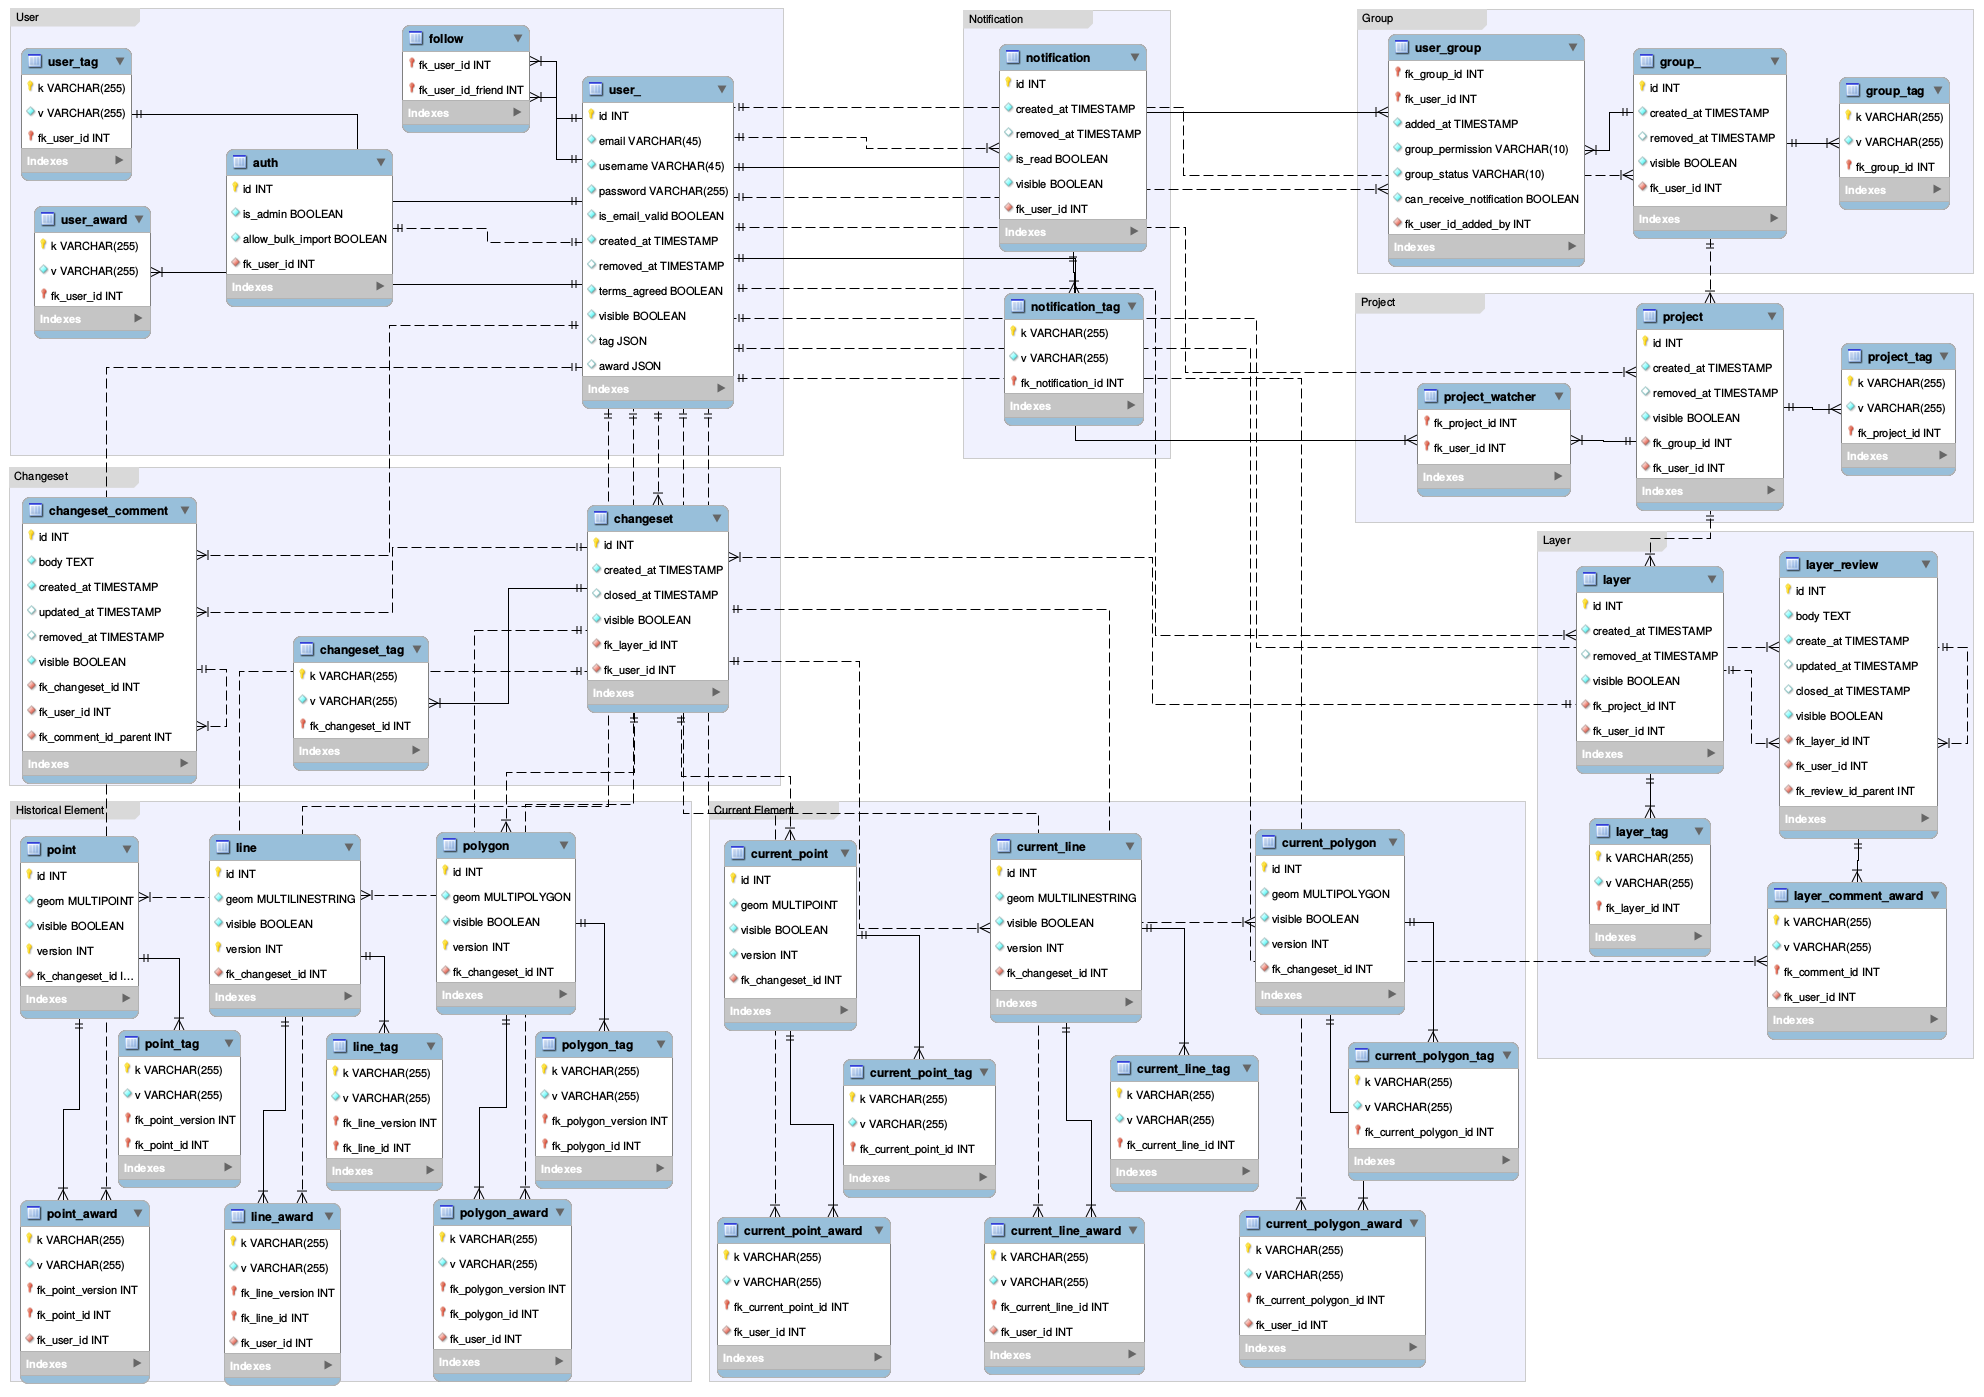 User
user_tag
k VARCHAR(255)
v VARCHAR(255)
fk_user_id INT
Indexes
follow
fk_user_id INT
fk_user_id_friend INT
Indexes
auth
id INT
is_admin BOOLEAN
allow_bulk_import BOOLEAN
fk_user_id INT
Indexes
user_award
k VARCHAR(255)
v VARCHAR(255)
fk_user_id INT
Indexes
user_
id INT
email VARCHAR(45)
username VARCHAR(45)
password VARCHAR(255)
is_email_valid BOOLEAN
created_at TIMESTAMP
removed_at TIMESTAMP
terms_agreed BOOLEAN
visible BOOLEAN
tag JSON
award JSON
Indexes
Notification
notification
id INT
created_at TIMESTAMP
removed_at TIMESTAMP
is_read BOOLEAN
visible BOOLEAN
fk_user_id INT
Indexes
notification_tag
k VARCHAR(255)
v VARCHAR(255)
fk_notification_id INT
Indexes
Group
user_group
fk_group_id INT
fk_user_id INT
added_at TIMESTAMP
group_permission VARCHAR(10)
group_status VARCHAR(10)
can_receive_notification BOOLEAN
fk_user_id_added_by INT
Indexes
group_
id INT
created_at TIMESTAMP
removed_at TIMESTAMP
visible BOOLEAN
fk_user_id INT
Indexes
group_tag
k VARCHAR(255)
v VARCHAR(255)
fk_group_id INT
Indexes
Project
project_watcher
fk_project_id INT
fk_user_id INT
Indexes
project
id INT
created_at TIMESTAMP
removed_at TIMESTAMP
visible BOOLEAN
fk_group_id INT
fk_user_id INT
Indexes
project_tag
k VARCHAR(255)
v VARCHAR(255)
fk_project_id INT
Indexes
Changeset
changeset_comment
id INT
body TEXT
created_at TIMESTAMP
updated_at TIMESTAMP
removed_at TIMESTAMP
visible BOOLEAN
fk_changeset_id INT
fk_user_id INT
fk_comment_id_parent INT
Indexes
changeset_tag
k VARCHAR(255)
v VARCHAR(255)
fk_changeset_id INT
Indexes
changeset
id INT
created_at TIMESTAMP
closed_at TIMESTAMP
visible BOOLEAN
fk_layer_id INT
fk_user_id INT
Indexes
Layer
layer
id INT
created_at TIMESTAMP
removed_at TIMESTAMP
visible BOOLEAN
fk_project_id INT
fk_user_id INT
Indexes
layer_review
id INT
body TEXT
create_at TIMESTAMP
updated_at TIMESTAMP
closed_at TIMESTAMP
visible BOOLEAN
fk_layer_id INT
fk_user_id INT
fk_review_id_parent INT
Indexes
layer_tag
k VARCHAR(255)
v VARCHAR(255)
fk_layer_id INT
Indexes
layer_comment_award
k VARCHAR(255)
v VARCHAR(255)
fk_comment_id INT
fk_user_id INT
Indexes
Historical Element
point
id INT
geom MULTIPOINT
visible BOOLEAN
version INT
fk_changeset_id I...
Indexes
line
id INT
geom MULTILINESTRING
visible BOOLEAN
version INT
fk_changeset_id INT
Indexes
polygon
id INT
geom MULTIPOLYGON
visible BOOLEAN
version INT
fk_changeset_id INT
Indexes
point_tag
k VARCHAR(255)
v VARCHAR(255)
fk_point_version INT
fk_point_id INT
Indexes
line_tag
k VARCHAR(255)
v VARCHAR(255)
fk_line_version INT
fk_line_id INT
Indexes
polygon_tag
k VARCHAR(255)
v VARCHAR(255)
fk_polygon_version INT
fk_polygon_id INT
Indexes
point_award
k VARCHAR(255)
v VARCHAR(255)
fk_point_version INT
fk_point_id INT
fk_user_id INT
Indexes
line_award
k VARCHAR(255)
v VARCHAR(255)
fk_line_version INT
fk_line_id INT
fk_user_id INT
Indexes
polygon_award
k VARCHAR(255)
v VARCHAR(255)
fk_polygon_version INT
fk_polygon_id INT
fk_user_id INT
Indexes
Current Element
current_point
id INT
geom MULTIPOINT
visible BOOLEAN
version INT
fk_changeset_id INT
Indexes
current_line
id INT
geom MULTILINESTRING
visible BOOLEAN
version INT
fk_changeset_id INT
Indexes
current_polygon
id INT
geom MULTIPOLYGON
visible BOOLEAN
version INT
fk_changeset_id INT
Indexes
current_point_tag
k VARCHAR(255)
v VARCHAR(255)
fk_current_point_id INT
Indexes
current_line_tag
k VARCHAR(255)
v VARCHAR(255)
fk_current_line_id INT
Indexes
current_polygon_tag
k VARCHAR(255)
v VARCHAR(255)
fk_current_polygon_id INT
Indexes
current_point_award
k VARCHAR(255)
v VARCHAR(255)
fk_current_point_id INT
fk_user_id INT
Indexes
current_line_award
k VARCHAR(255)
v VARCHAR(255)
fk_current_line_id INT
fk_user_id INT
Indexes
current_polygon_award
k VARCHAR(255)
v VARCHAR(255)
fk_current_polygon_id INT
fk_user_id INT
Indexes